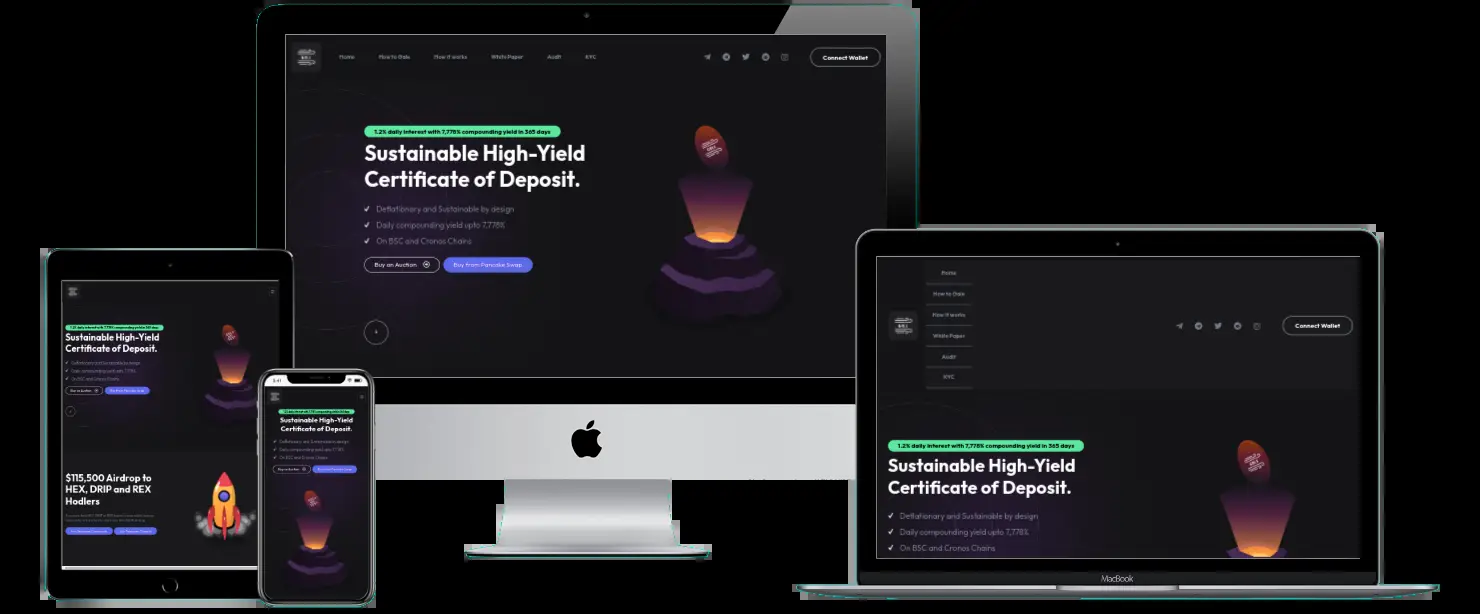 Home
How to Gain
How it works
White Paper
Audit
KYC
Connect Wallet
1.2% daily interest with 7,778% compounding yield in 365 days
Sustainable High-Yield
Certificate of Deposit.
Deflationary and Sustainable by design
Daily compounding yield upto 7,778%
On BSC and Cronos Chains
Buy on Auction
Buy from Pancake Swap
1.2% daily interest with 7,778% compounding yield in 365 days
Sustainable High-Yield
Certificate of Deposit.
Deflationary and Sustainable by design
Daily compounding yield upto 7,778%
On BSC and Cronos Chains
Buy on Auction
Buy from Pancake Swap
$115,500 Airdrop to
HEX, DRIP and REX
Hodlers
9:41
1.2% daily interest with 7,778% compounding yield in 365 days
Sustainable High-Yield
Certificate of Deposit.
Deflationary and Sustainable by design
Daily compounding yield upto 7,778%
On BSC and Cronos Chains
Buy on Auction
Buy from Pancake Swap
Home
How to Gain
How it works
White Paper
Audit
KYC
Connect Wallet
1.2% daily interest with 7,778% compounding yield in 365 days
Sustainable High-Yield
Certificate of Deposit.
Deflationary and Sustainable by design
Daily compounding yield upto 7,778%
On BSC and Cronos Chains
MacBook